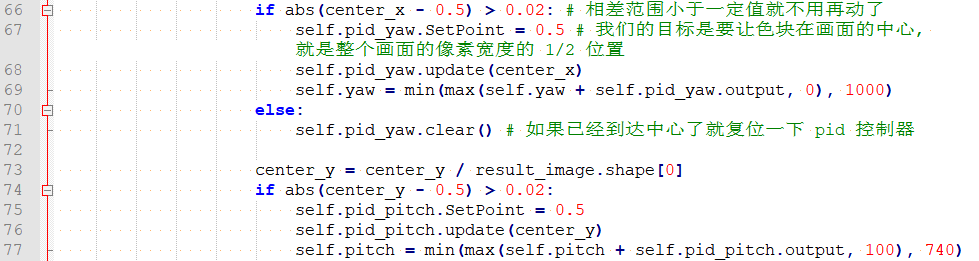 66 if abs(center_x - 0.5) > 0.02: # 相差范围小于一定值就不用再动了
67 self.pid_yaw.SetPoint = 0.5 # 我们的目标是要让色块在画面的中心,
就是整个画面的像素宽度的 1/2 位置
68 self.pid_yaw.update(center_x)
69 self.yaw = min(max(self.yaw + self.pid_yaw.output, 0), 1000)
70 else:
71 self.pid_yaw.clear() # 如果已经到达中心了就复位一下 pid 控制器
72
73 center_y = center_y / result_image.shape[0]
74 if abs(center_y - 0.5) > 0.02:
75 self.pid_pitch.SetPoint = 0.5
76 self.pid_pitch.update(center_y)
77 self.pitch = min(max(self.pitch + self.pid_pitch.output, 100), 740)